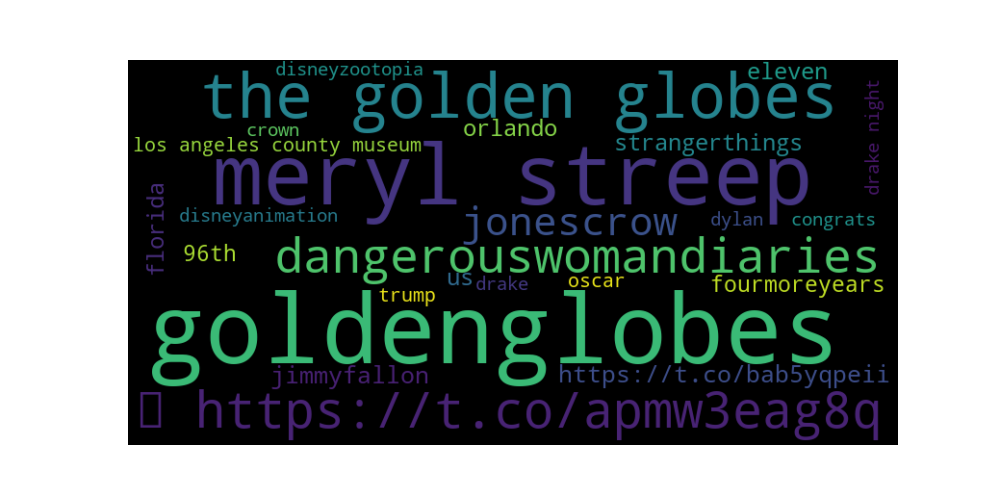 disneyzootopia
eleven
the golden globes
drake night
crown
orlando
los angeles county museum
strangerthings
meryl streep
florida
disneyanimation
jonescrow
dylan
congrats
96th
dangerouswomandiaries
us
drake
oscar
fourmoreyears
trump
goldenglobes
jimmyfallon
https://t.co/bab5yqpeii
https://t.co/apmw3eag8q